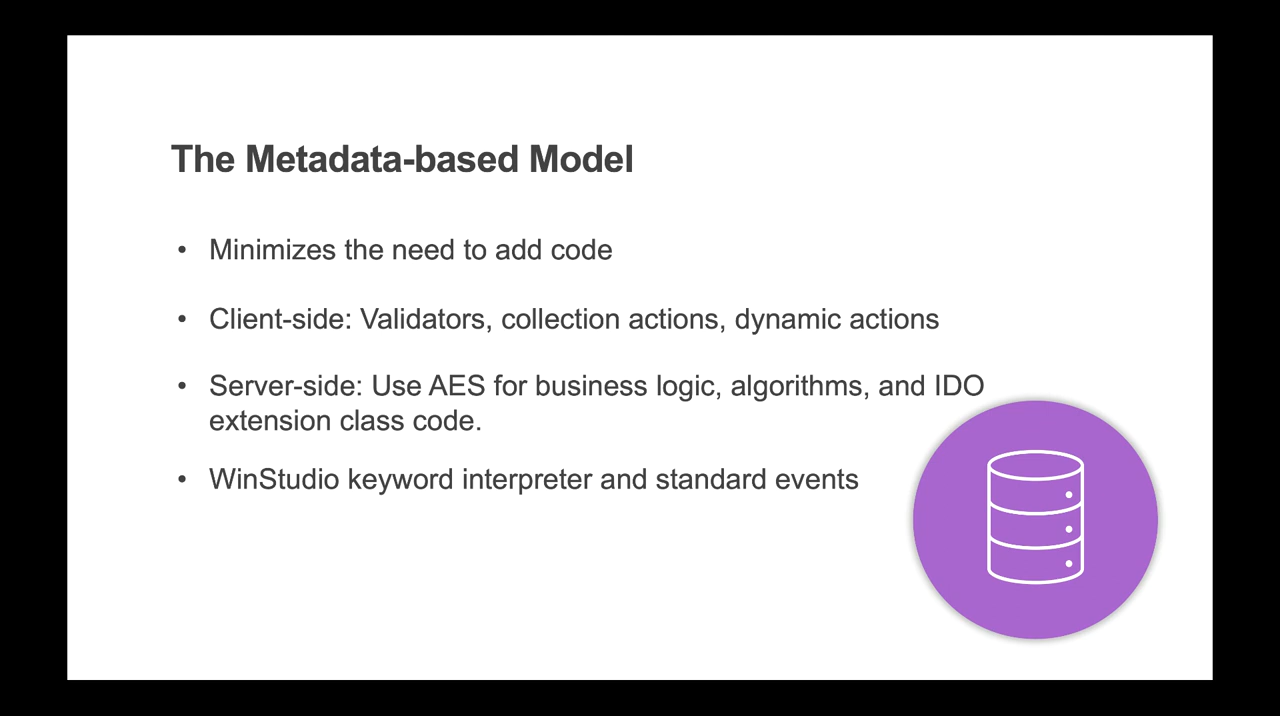 The Metadata-based Model
• Minimizes the need to add code
• Client-side: Validators, collection actions, dynamic actions
• Server-side: Use AES for business logic, algorithms, and IDO
extension class code.
• WinStudio keyword interpreter and standard events